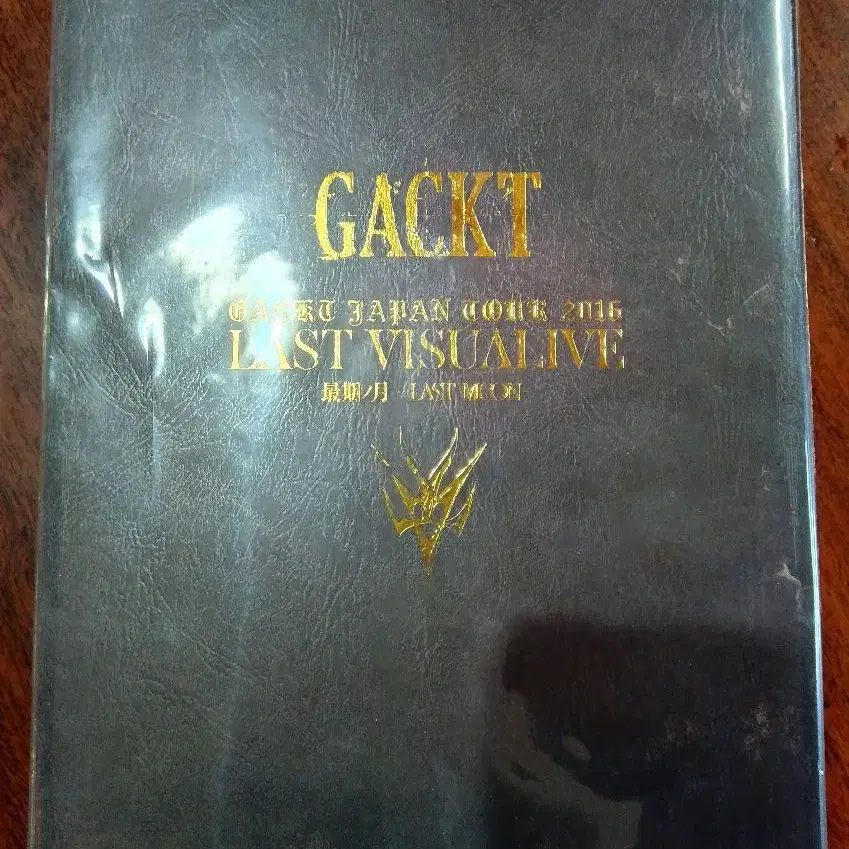 GACKT
GACKT JAPAN TOUR 2016
LAST VISUALIVE
最期ノ月 LAST MOON